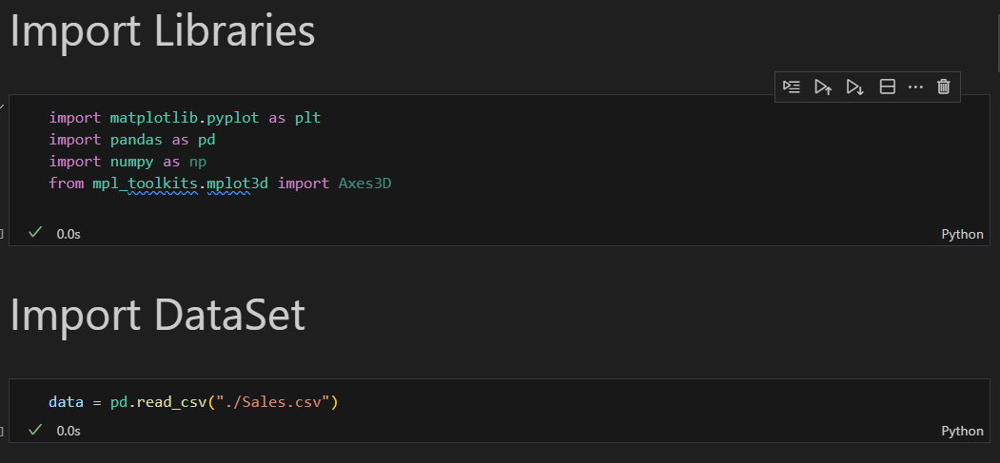 Import Libraries
import matplotlib.pyplot as plt
import pandas as pd
import numpy as np
from mpl_toolkits.mplot3d import Axes3D
0.0s
Python
Import DataSet
data = pd.read_csv("./Sales.csv")
0.0s
Python